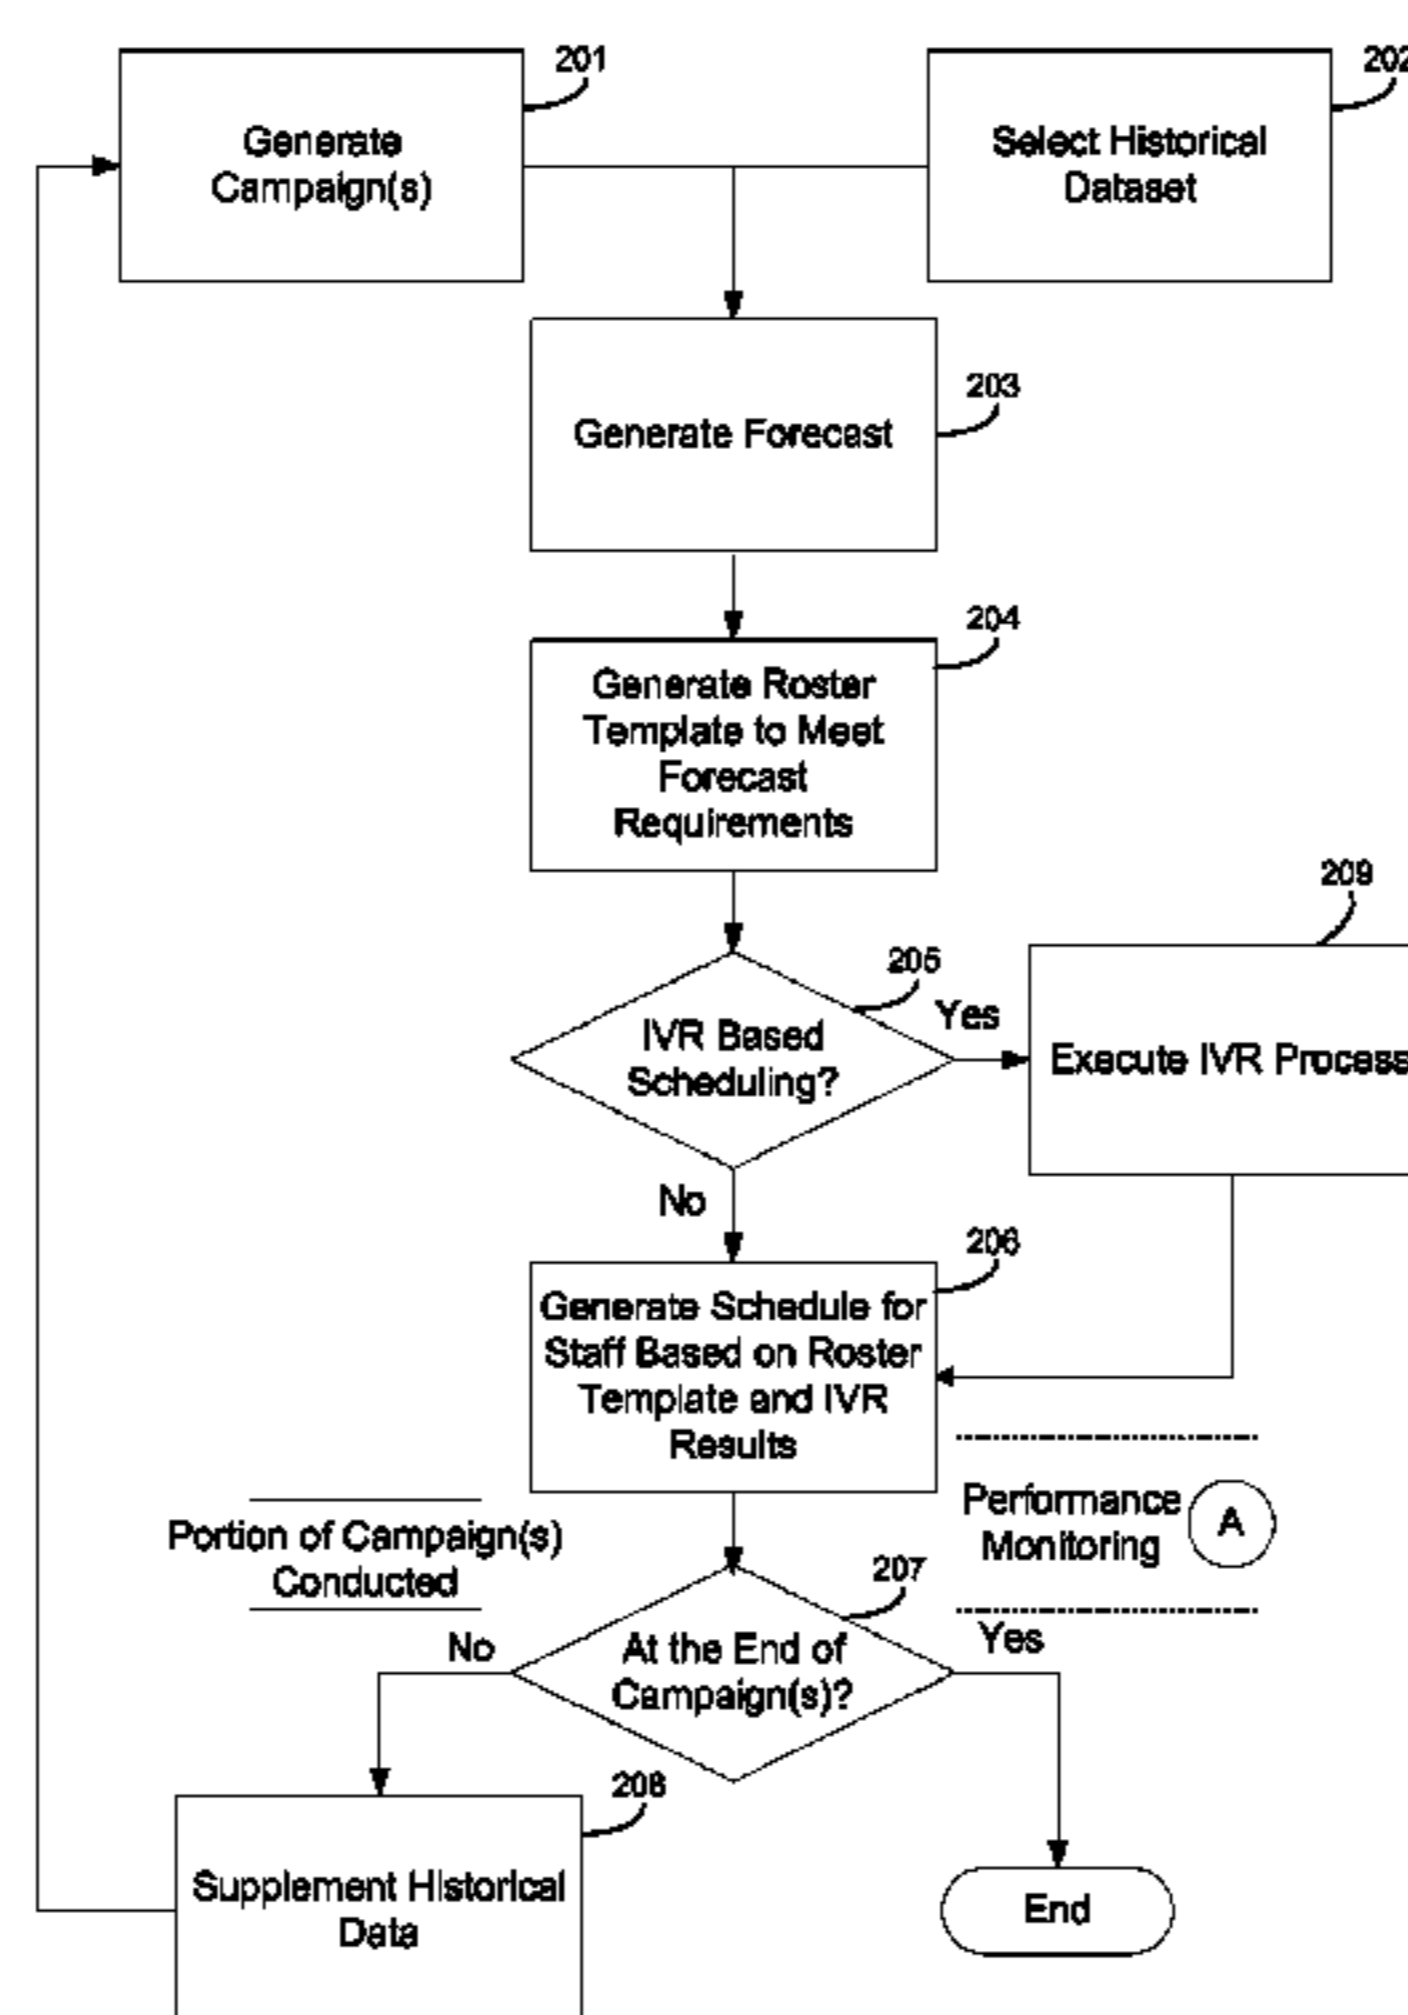 201
202
Generate
Campaign(s)
Select Historical
Dataset
203
Generate Forecast
204
Generate Roster
Template to Meet
Forecast
Requirements
209
205
Yes
IVR Based
Scheduling?
Execute IVR Process
No
206
Generate Schedule for
Staff Based on Roster
Template and IVR
Results
Performance
Monitoring
A
Portion of Campaign(s)
Conducted
207
No
Yes
At the End of
Campaign(s)?
208
Supplement Historical
Data
End